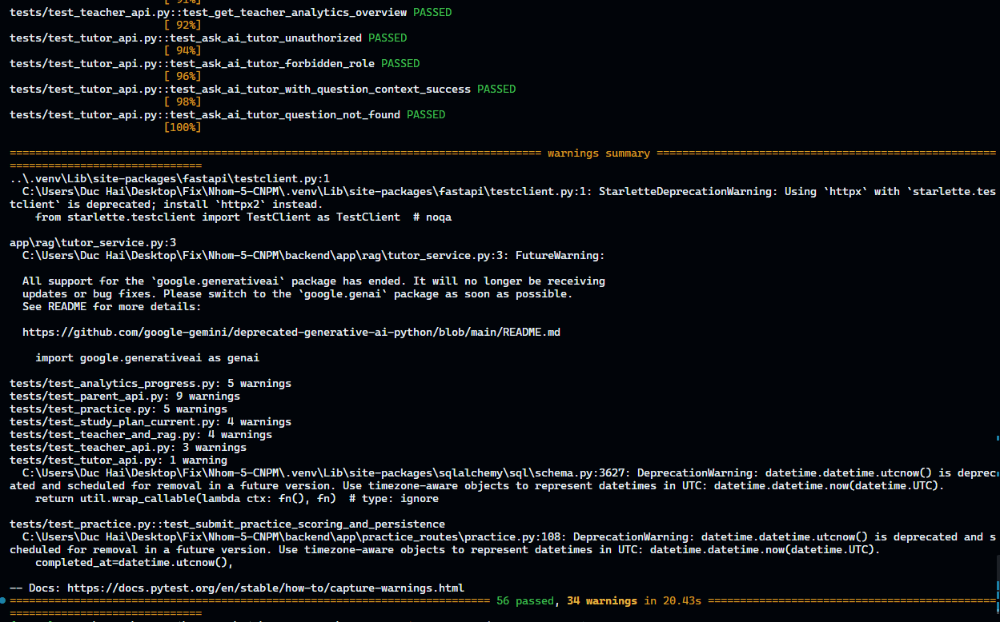 [ 91%]
tests/test_teacher_api.py::test_get_teacher_analytics_overview PASSED
[ 92%]
tests/test_tutor_api.py::test_ask_ai_tutor_unauthorized PASSED
[ 94%]
tests/test_tutor_api.py::test_ask_ai_tutor_forbidden_role PASSED
[ 96%]
tests/test_tutor_api.py::test_ask_ai_tutor_with_question_context_success PASSED
[ 98%]
tests/test_tutor_api.py::test_ask_ai_tutor_question_not_found PASSED
[100%]
=================================================================================== warnings summary =====================================================
==============================
..\.venv\Lib\site-packages\fastapi\testclient.py:1
C:\Users\Duc Hai\Desktop\Fix\Nhom-5-CNPM\.venv\Lib\site-packages\fastapi\testclient.py:1: StarletteDeprecationWarning: Using `httpx` with `starlette.tes
tclient` is deprecated; install `httpx2` instead.
from starlette.testclient import TestClient as TestClient  # noqa
app\rag\tutor_service.py:3
C:\Users\Duc Hai\Desktop\Fix\Nhom-5-CNPM\backend\app\rag\tutor_service.py:3: FutureWarning:
All support for the `google.generativeai` package has ended. It will no longer be receiving
updates or bug fixes. Please switch to the `google.genai` package as soon as possible.
See README for more details:
https://github.com/google-gemini/deprecated-generative-ai-python/blob/main/README.md
import google.generativeai as genai
tests/test_analytics_progress.py: 5 warnings
tests/test_parent_api.py: 9 warnings
tests/test_practice.py: 5 warnings
tests/test_study_plan_current.py: 4 warnings
tests/test_teacher_and_rag.py: 4 warnings
tests/test_teacher_api.py: 3 warnings
tests/test_tutor_api.py: 1 warning
C:\Users\Duc Hai\Desktop\Fix\Nhom-5-CNPM\.venv\Lib\site-packages\sqlalchemy\sql\schema.py:3627: DeprecationWarning: datetime.datetime.utcnow() is deprec
ated and scheduled for removal in a future version. Use timezone-aware objects to represent datetimes in UTC: datetime.datetime.now(datetime.UTC).
return util.wrap_callable(lambda ctx: fn(), fn)  # type: ignore
tests/test_practice.py::test_submit_practice_scoring_and_persistence
C:\Users\Duc Hai\Desktop\Fix\Nhom-5-CNPM\backend\app\practice_routes\practice.py:108: DeprecationWarning: datetime.datetime.utcnow() is deprecated and s
cheduled for removal in a future version. Use timezone-aware objects to represent datetimes in UTC: datetime.datetime.now(datetime.UTC).
completed_at=datetime.utcnow(),
-- Docs: https://docs.pytest.org/en/stable/how-to/capture-warnings.html
=========================================================================== 56 passed, 34 warnings in 20.43s =============================================
==============================